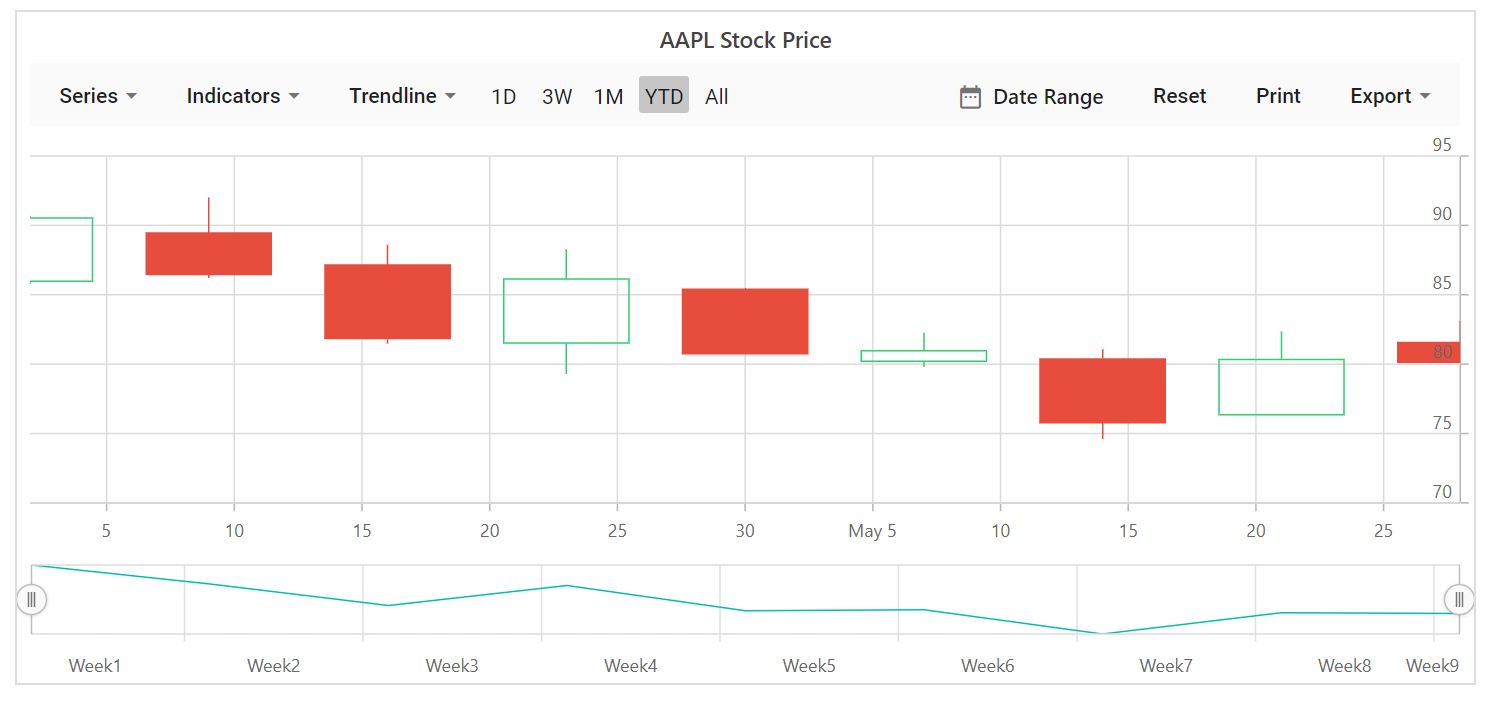 AAPL Stock Price
Series Indicators Trendline 1D 3W 1M YTD All Date Range Reset Print Export
95
90
85
80
75
70
5 10 15 20 25 30 May 5 10 15 20 25
Week1 Week2 Week3 Week4 Week5 Week6 Week7 Week8 Week9